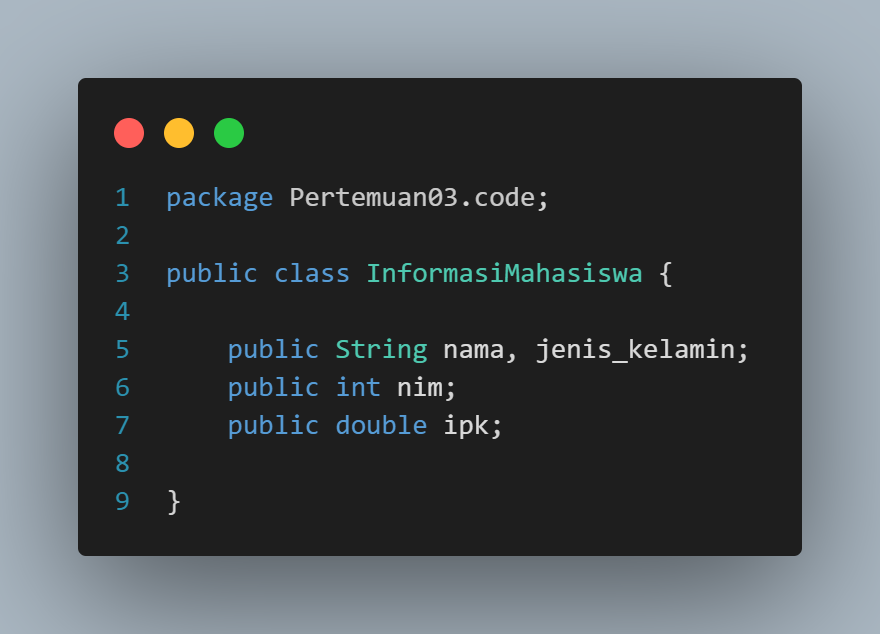 1 package Pertemuan03.code;
2
3 public class InformasiMahasiswa {
4
5     public String nama, jenis_kelamin;
6     public int nim;
7     public double ipk;
8
9 }